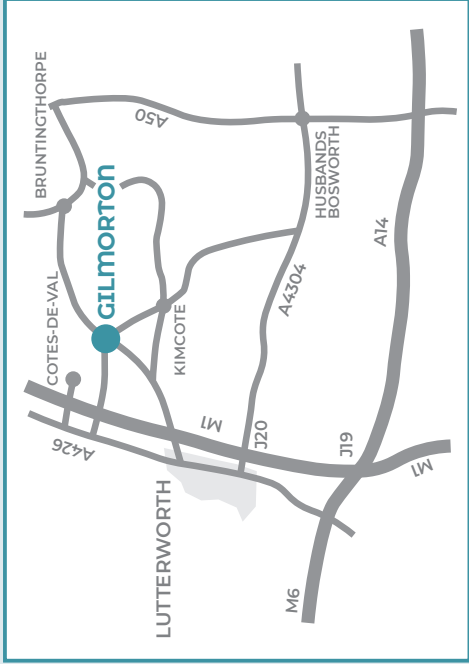 BRUNTINGTHORPE
A50
GILMORTON
COTES-DE-VAL
HUSBANDS
BOSWORTH
KIMCOTE
A4304
A14
A426
M1
J20
J19
M1
LUTTERWORTH
M6